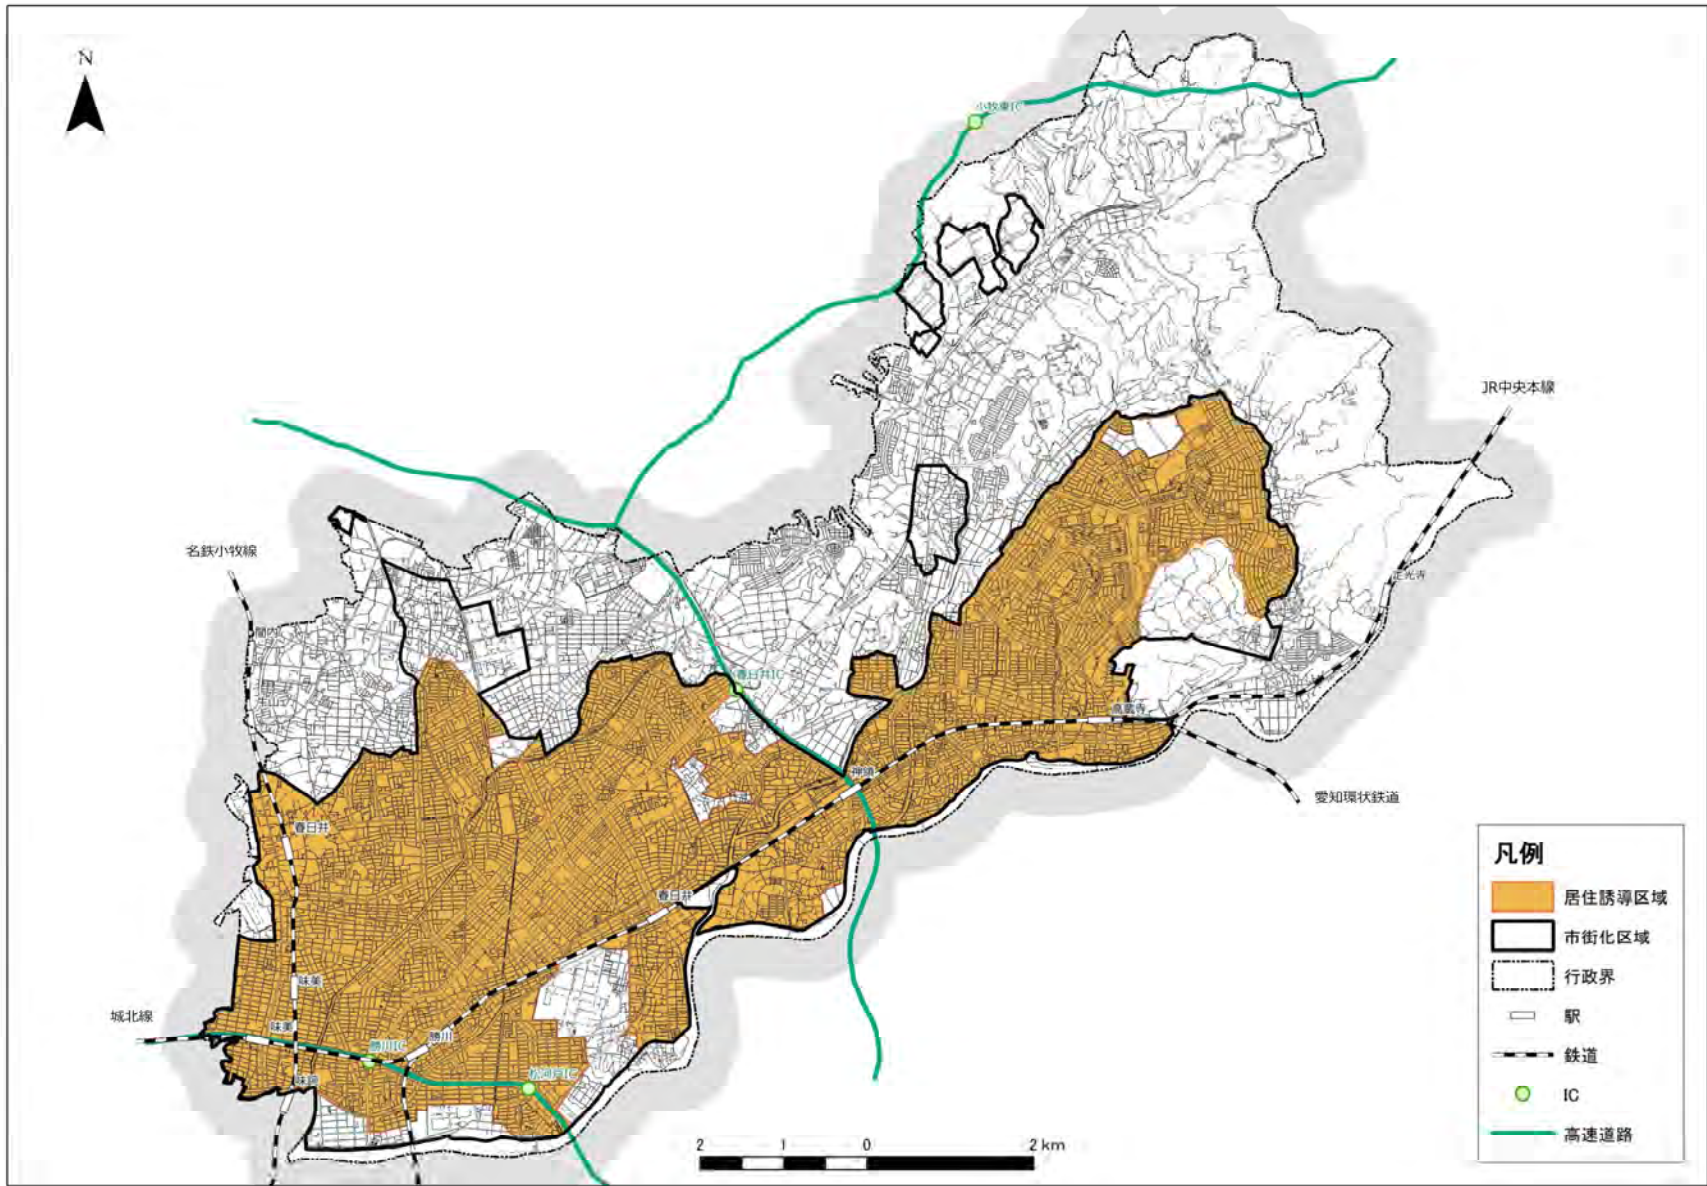 N
小牧東IC
JR中央本線
名鉄小牧線
定光寺
間内
牛山
春日井IC
高蔵寺
神領
愛知環状鉄道
春日井
春日井
味美
城北線
味美
勝川IC
勝川
松河戸IC
味鋺
凡例
居住誘導区域
市街化区域
行政界
駅
鉄道
IC
高速道路
2 1 0 2 km